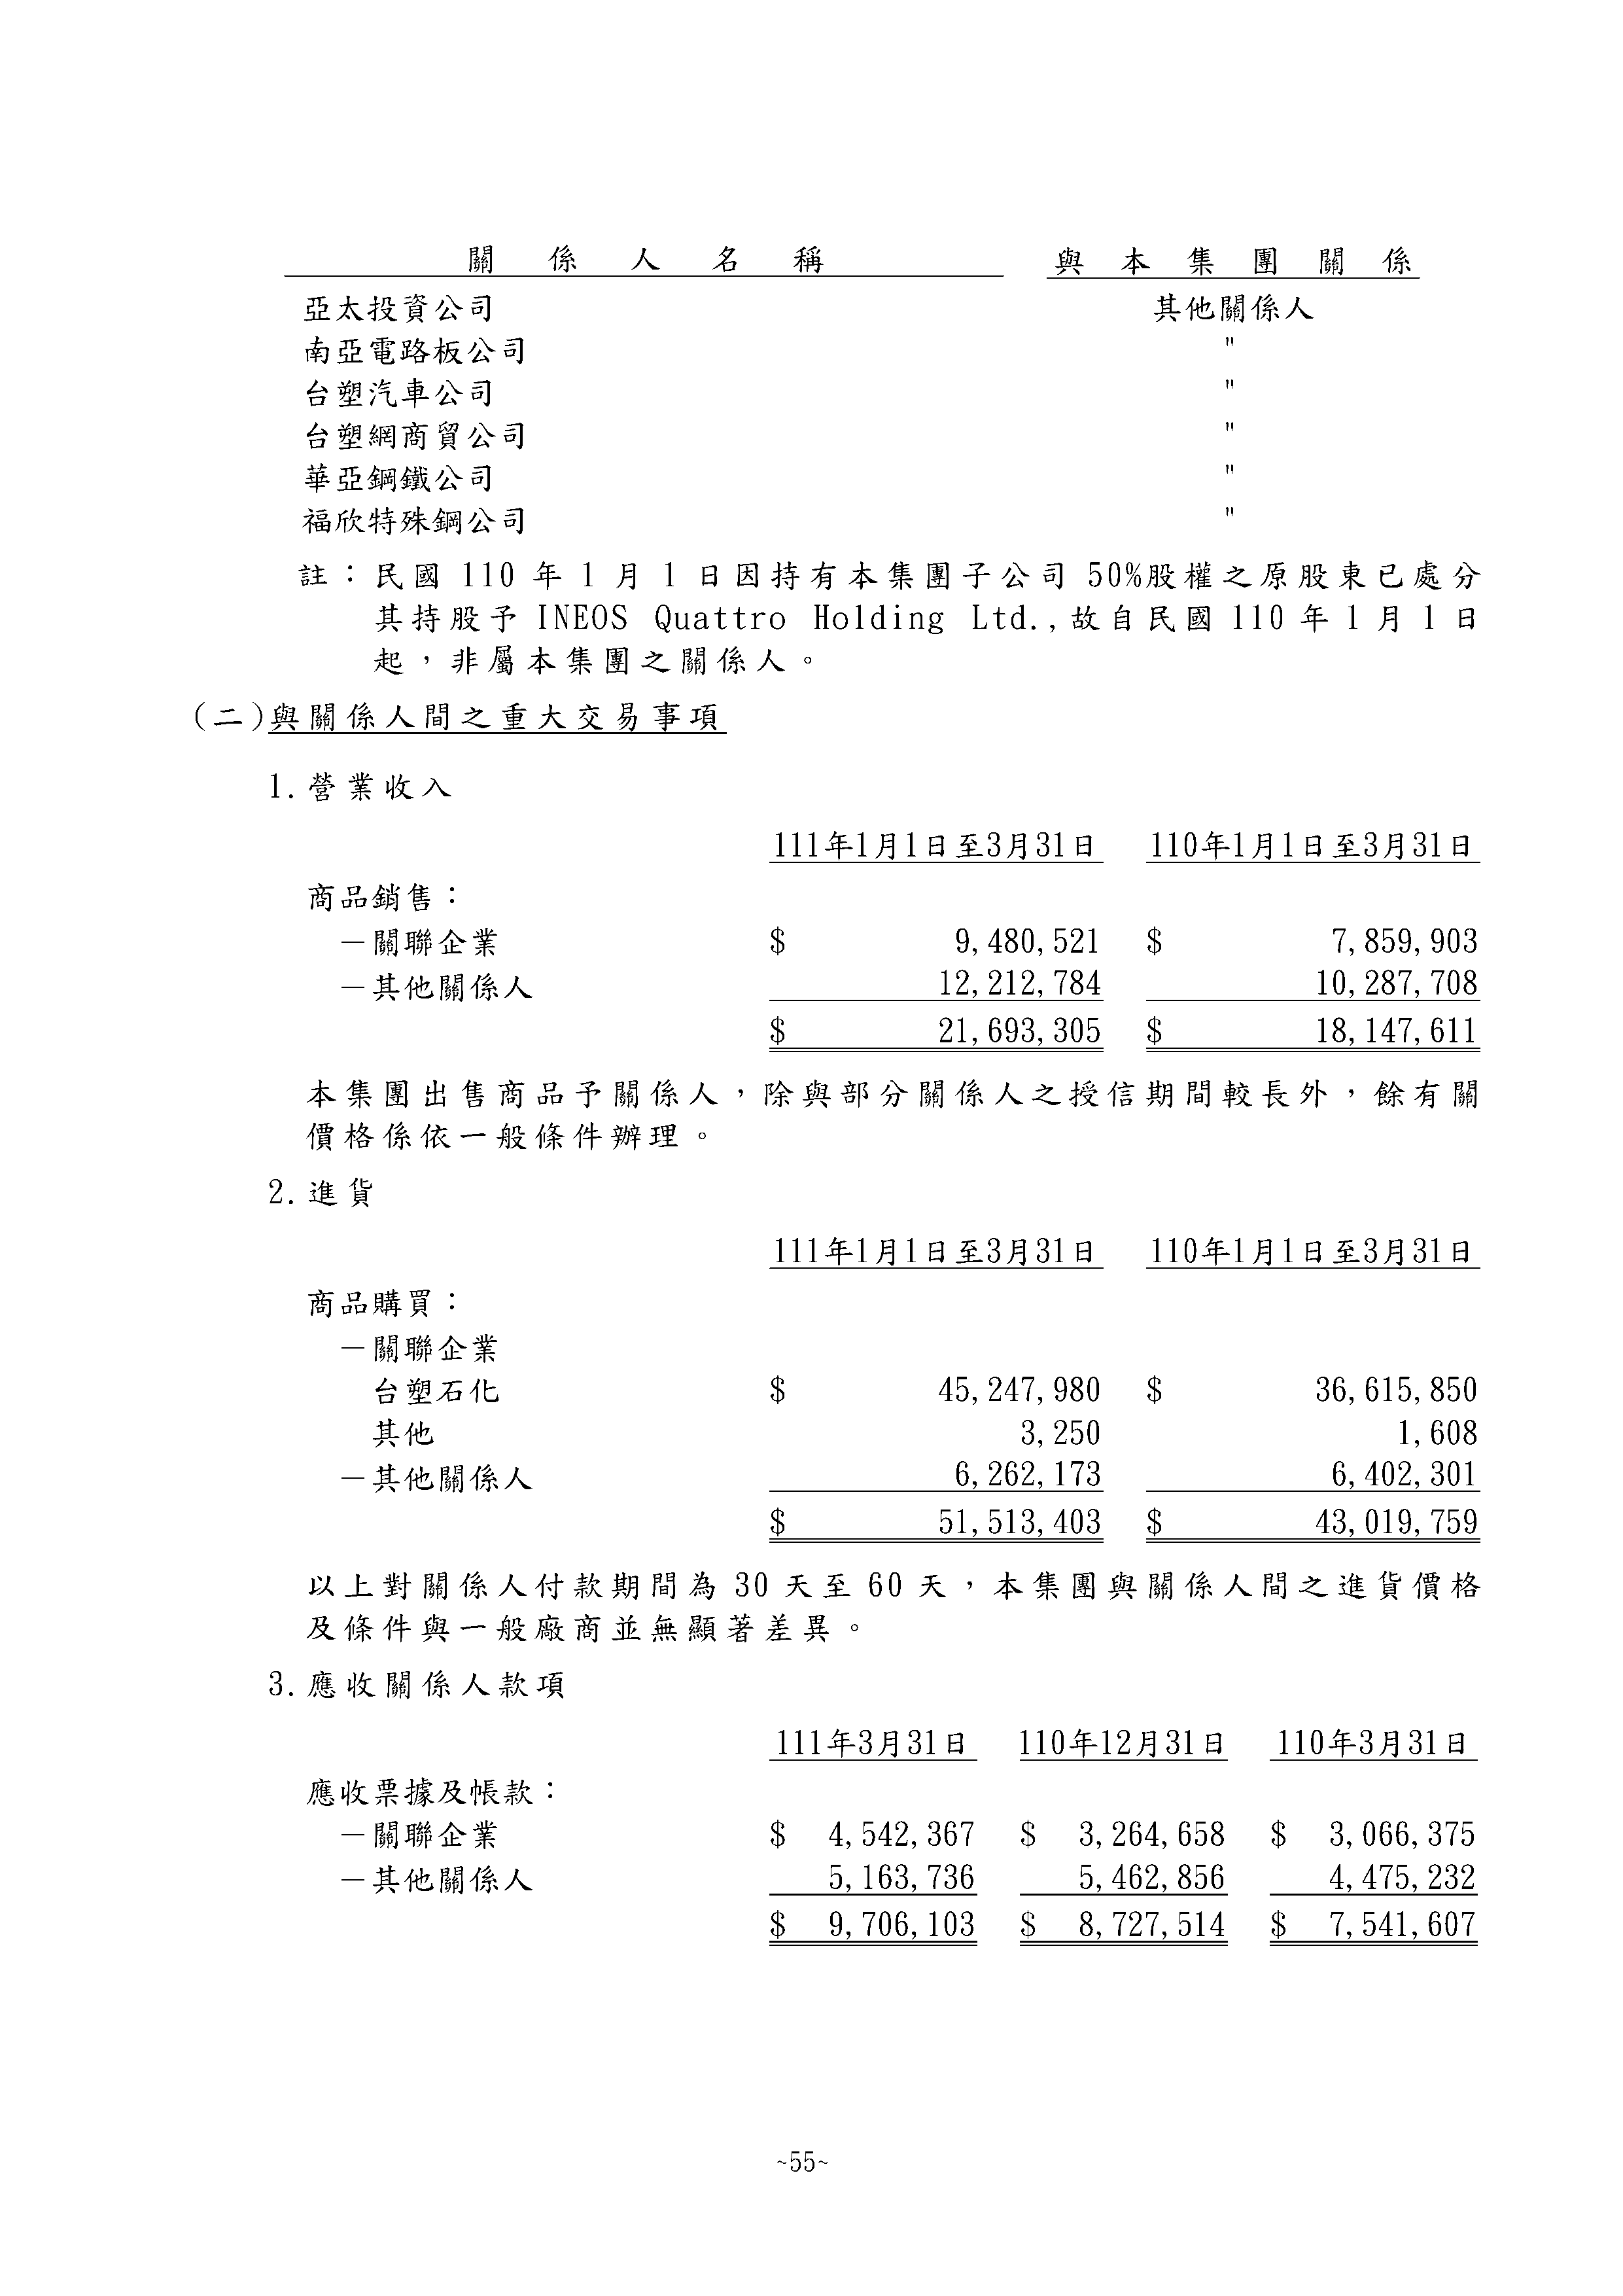 關係人名稱 與本集團關係
亞太投資公司 其他關係人
南亞電路板公司 "
台塑汽車公司 "
台塑網商貿公司 "
華亞鋼鐵公司 "
福欣特殊鋼公司 "
註：民國 110 年 1 月 1 日因持有本集團子公司 50%股權之原股東已處分
其持股予 INEOS Quattro Holding Ltd.,故自民國 110 年 1 月 1 日
起，非屬本集團之關係人。
(二)與關係人間之重大交易事項
1.營業收入
111年1月1日至3月31日 110年1月1日至3月31日
商品銷售：
－關聯企業 $ 9,480,521 $ 7,859,903
－其他關係人 12,212,784 10,287,708
$ 21,693,305 $ 18,147,611
本集團出售商品予關係人，除與部分關係人之授信期間較長外，餘有關
價格係依一般條件辦理。
2.進貨
111年1月1日至3月31日 110年1月1日至3月31日
商品購買：
－關聯企業
台塑石化 $ 45,247,980 $ 36,615,850
其他 3,250 1,608
－其他關係人 6,262,173 6,402,301
$ 51,513,403 $ 43,019,759
以上對關係人付款期間為 30 天至 60 天，本集團與關係人間之進貨價格
及條件與一般廠商並無顯著差異。
3.應收關係人款項
111年3月31日 110年12月31日 110年3月31日
應收票據及帳款：
－關聯企業 $ 4,542,367 $ 3,264,658 $ 3,066,375
－其他關係人 5,163,736 5,462,856 4,475,232
$ 9,706,103 $ 8,727,514 $ 7,541,607
~55~